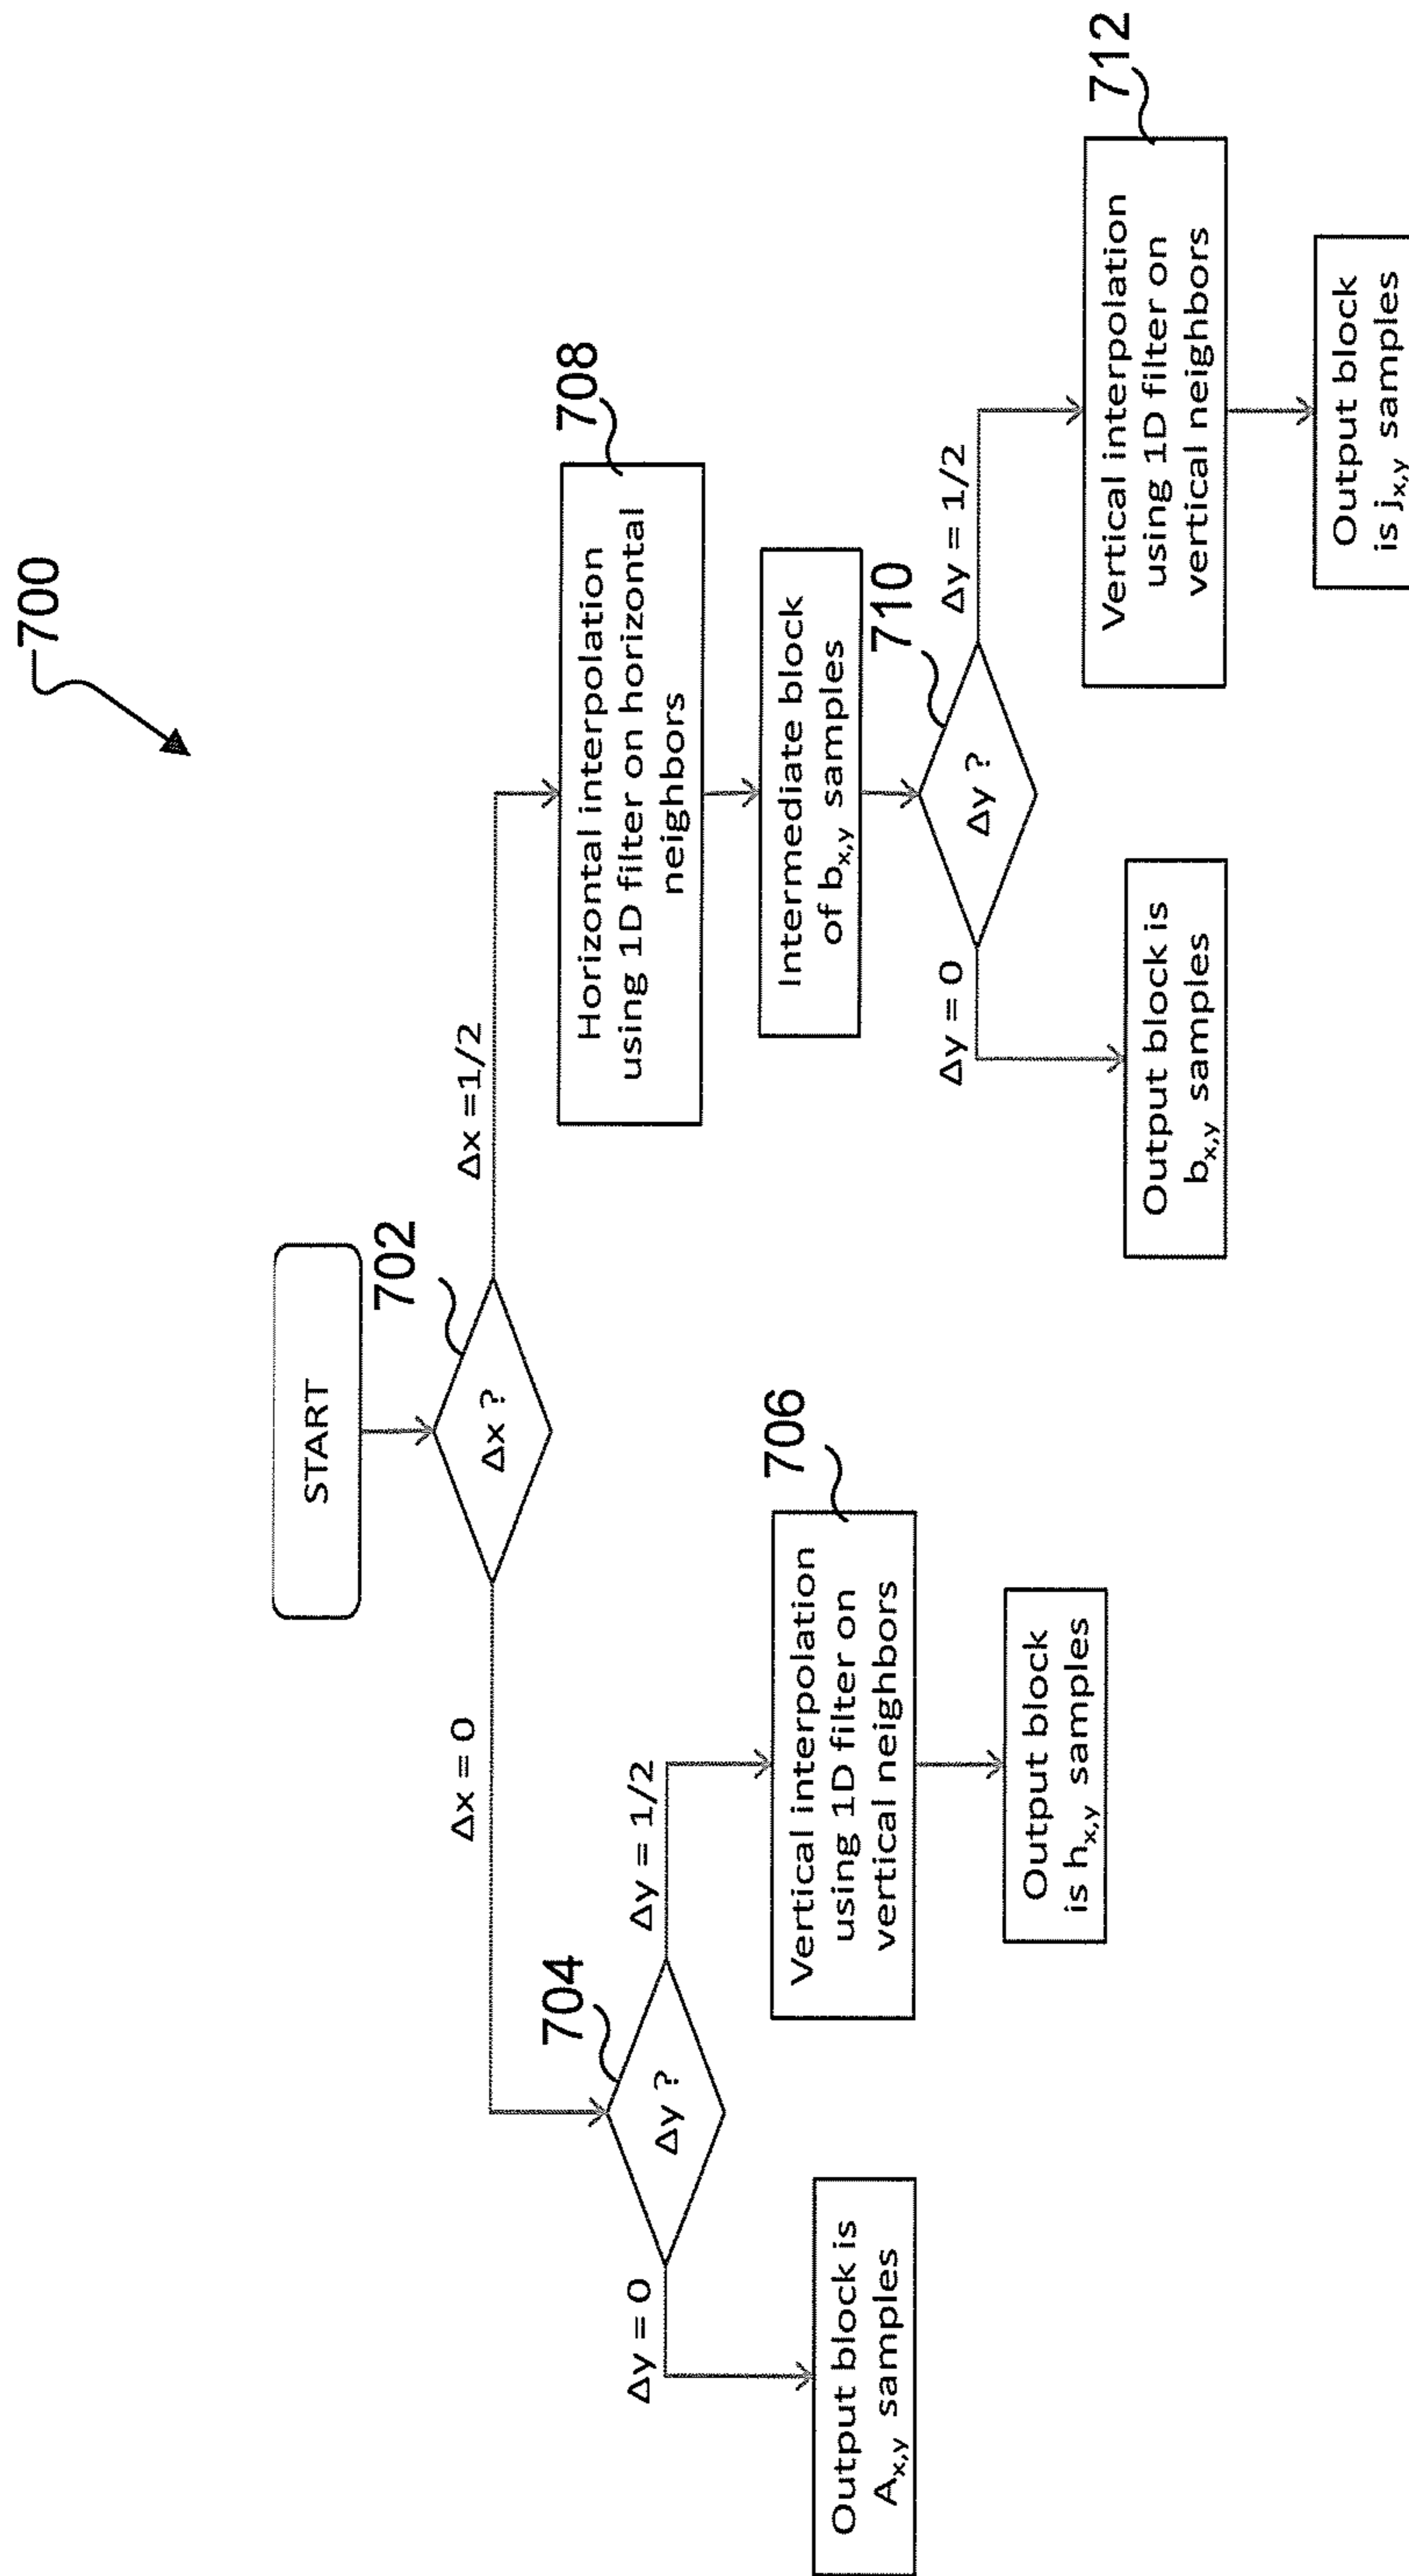 700
START
702
Δx ?
Δx = 0
Δx =1/2
704
Δy ?
Δy = 0
Δy = 1/2
Output block is
Ax,y samples
706
Vertical interpolation
using 1D filter on
vertical neighbors
Output block
is hx,y samples
708
Horizontal interpolation
using 1D filter on horizontal
neighbors
Intermediate block
of bx,y samples
710
Δy ?
Δy = 0
Δy = 1/2
Output block is
bx,y samples
712
Vertical interpolation
using 1D filter on
vertical neighbors
Output block
is jx,y samples